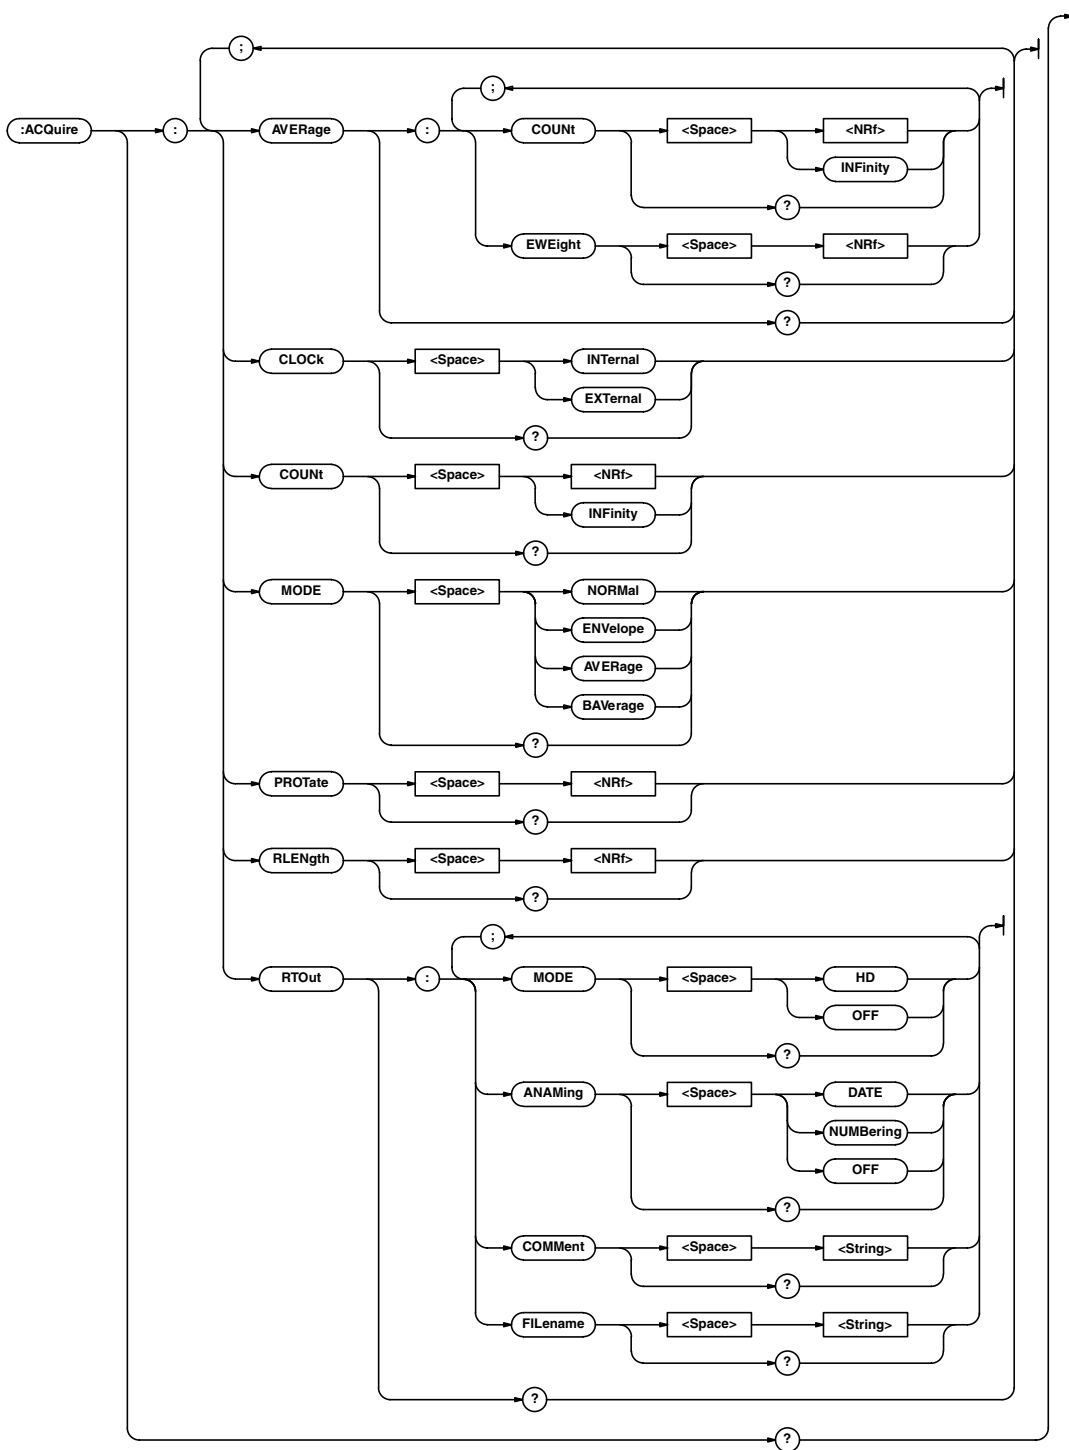 ;
;
:ACQuire : AVERage : COUNt <Space> <NRf>
INFinity
?
EWEight <Space> <NRf>
?
?
CLOCk <Space> INTernal
EXTernal
?
COUNt <Space> <NRf>
INFinity
?
MODE <Space> NORMal
ENVelope
AVERage
BAVerage
?
PROTate <Space> <NRf>
?
RLENgth <Space> <NRf>
?
;
RTOut : MODE <Space> HD
OFF
?
ANAMing <Space> DATE
NUMBering
OFF
?
COMMent <Space> <String>
?
FILename <Space> <String>
?
?
?